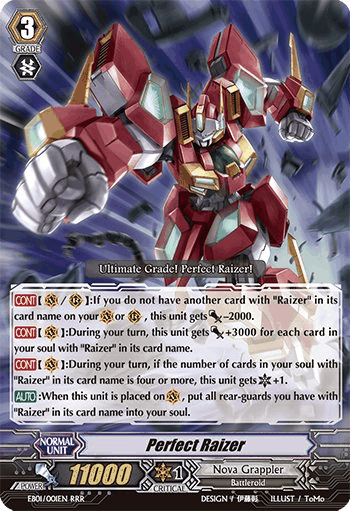 3
GRADE
Ultimate Grade! Perfect Raizer!
CONT [ / ]:If you do not have another card with "Raizer" in its
card name on your or , this unit gets -2000.
CONT [ / ]:During your turn, this unit gets +3000 for each card in
your soul with "Raizer" in its card name.
CONT [ / ]:During your turn, if the number of cards in your soul with
"Raizer" in its card name is four or more, this unit gets +1.
AUTO:When this unit is placed on , put all rear-guards you have with
"Raizer" in its card name into your soul.
NORMAL UNIT
Perfect Raizer
POWER 11000
1
CRITICAL
Nova Grappler
Battleroid
EB01/001EN RRR
DESIGN / 伊藤彰 ILLUST / ToMo